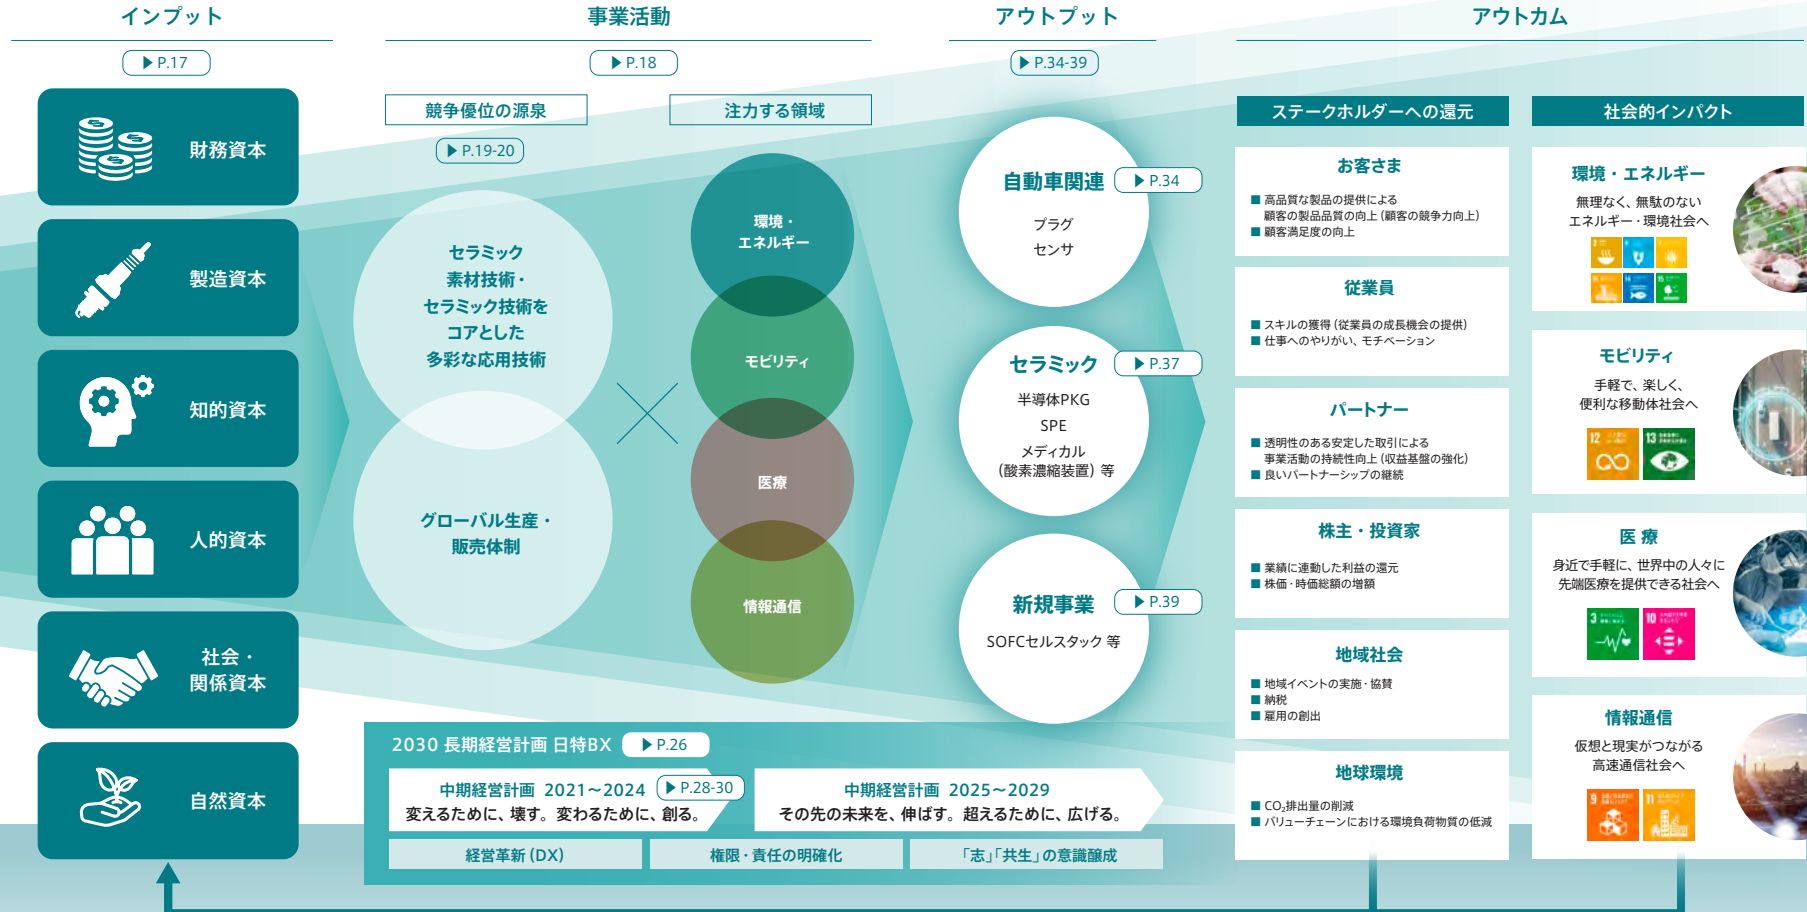 インプット
▶ P.17
財務資本
製造資本
知的資本
人的資本
社会・
関係資本
自然資本
事業活動
▶ P.18
競争優位の源泉
▶ P.19-20
セラミック
素材技術・
セラミック技術を
コアとした
多彩な応用技術
グローバル生産・
販売体制
注力する領域
環境・
エネルギー
モビリティ
医療
情報通信
アウトプット
▶ P.34-39
自動車関連
▶ P.34
プラグ
センサ
セラミック
▶ P.37
半導体PKG
SPE
メディカル
(酸素濃縮装置) 等
新規事業
▶ P.39
SOFCセルスタック 等
2030 長期経営計画 日特BX
▶ P.26
中期経営計画 2021～2024
▶ P.28-30
変えるために、壊す。変わるために、創る。
中期経営計画 2025～2029
その先の未来を、伸ばす。超えるために、広げる。
経営革新（DX）
権限・責任の明確化
「志」「共生」の意識醸成
アウトカム
ステークホルダーへの還元
お客さま
■ 高品質な製品の提供による
顧客の製品品質の向上（顧客の競争力向上）
■ 顧客満足度の向上
従業員
■ スキルの獲得（従業員の成長機会の提供）
■ 仕事へのやりがい、モチベーション
パートナー
■ 透明性のある安定した取引による
事業活動の持続性向上（収益基盤の強化）
■ 良いパートナーシップの継続
株主・投資家
■ 業績に連動した利益の還元
■ 株価・時価総額の増額
地域社会
■ 地域イベントの実施・協賛
■ 納税
■ 雇用の創出
地球環境
■ CO₂排出量の削減
■ バリューチェーンにおける環境負荷物質の低減
社会的インパクト
環境・エネルギー
無理なく、無駄のない
エネルギー・環境社会へ
14
15
モビリティ
手軽で、楽しく、
便利な移動体社会へ
12
13
医 療
身近で手軽に、世界中の人々に
先端医療を提供できる社会へ
3
10
情報通信
仮想と現実がつながる
高速通信社会へ
9
11